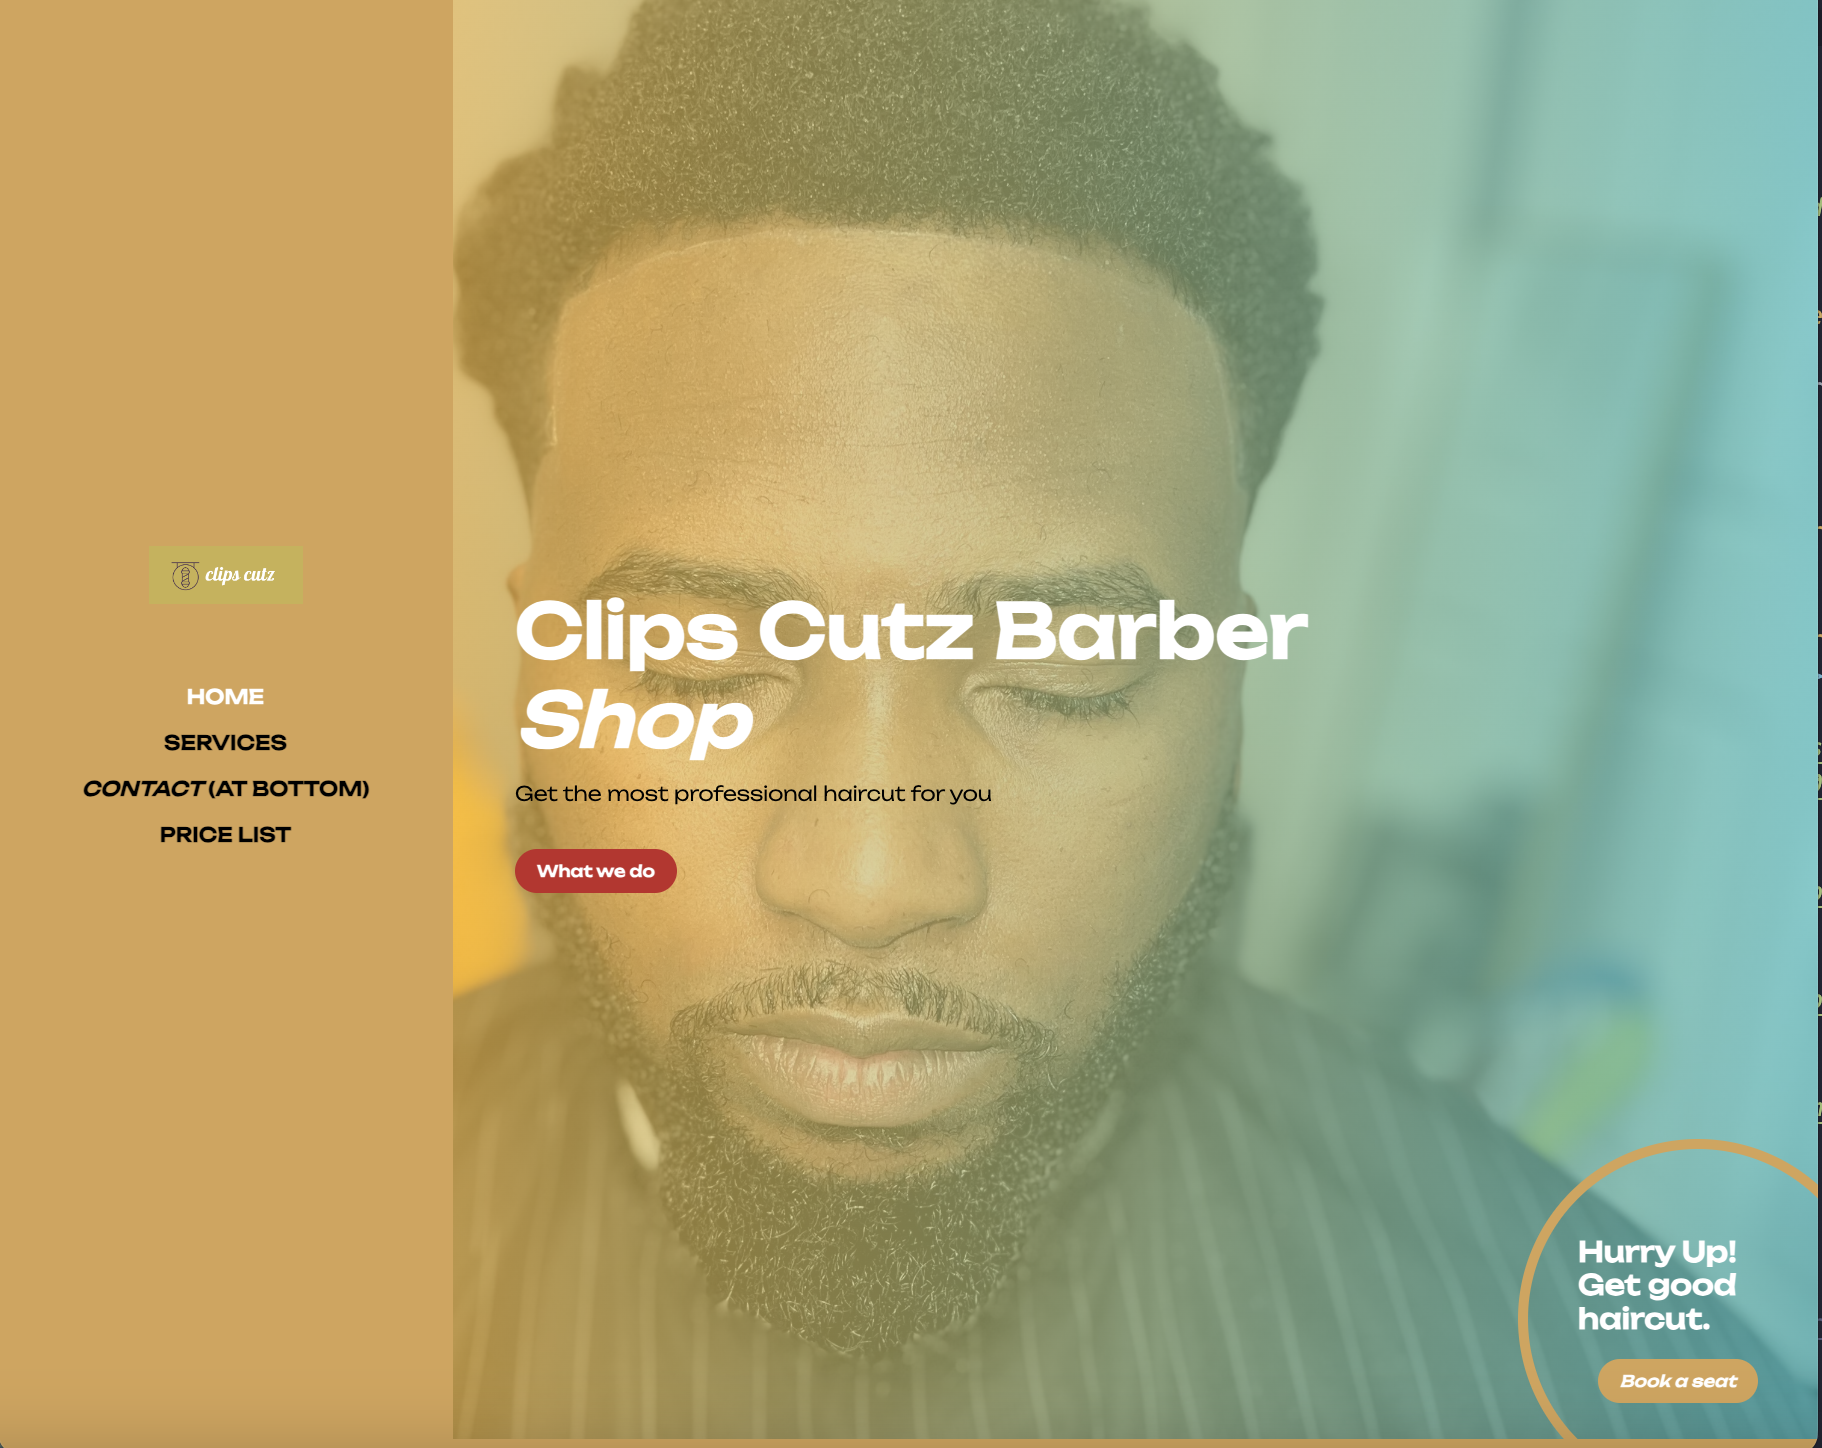 clips cutz
HOME
SERVICES
CONTACT (AT BOTTOM)
PRICE LIST
Clips Cutz Barber
Shop
Get the most professional haircut for you
What we do
Hurry Up!
Get good
haircut.
Book a seat